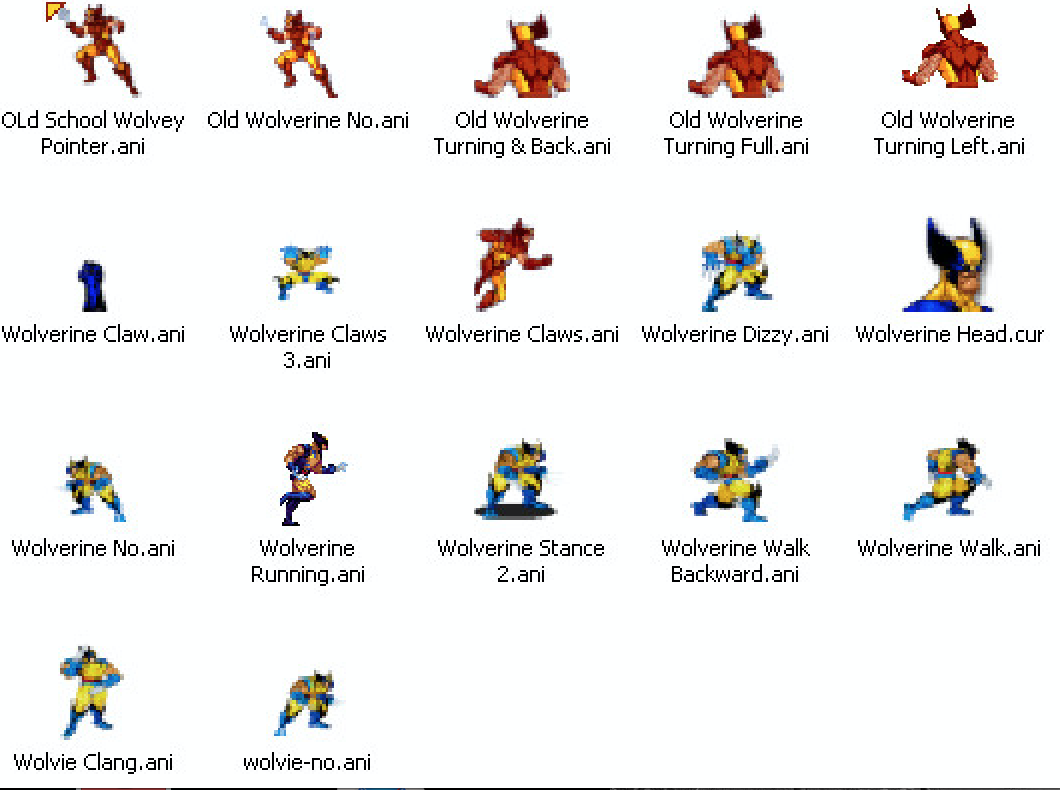 OLd School Wolvey
Pointer.ani
Old Wolverine No.ani
Old Wolverine
Turning & Back.ani
Old Wolverine
Turning Full.ani
Old Wolverine
Turning Left.ani
Wolverine Claw.ani
Wolverine Claws
3.ani
Wolverine Claws.ani
Wolverine Dizzy.ani
Wolverine Head.cur
Wolverine No.ani
Wolverine
Running.ani
Wolverine Stance
2.ani
Wolverine Walk
Backward.ani
Wolverine Walk.ani
Wolvie Clang.ani
wolvie-no.ani